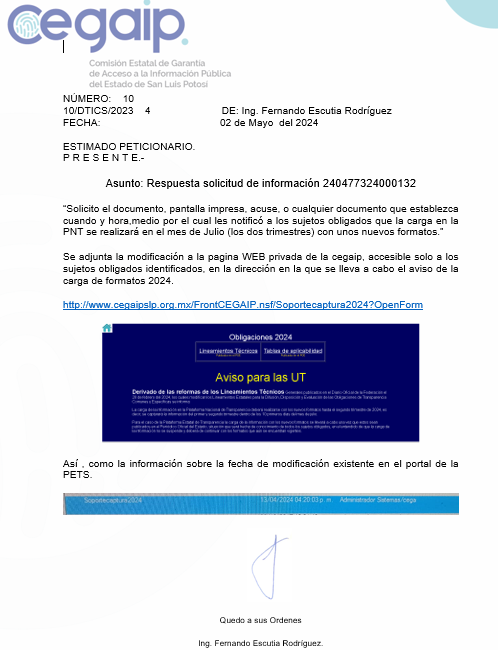 Cegaip.
Comisión Estatal de Garantía
de Acceso a la Información Pública
del Estado de San Luis Potosí
NÚMERO: 10
10/DTICS/2023 4 DE: Ing. Fernando Escutia Rodríguez
FECHA: 02 de Mayo del 2024
ESTIMADO PETICIONARIO.
P R E S E N T E.-
Asunto: Respuesta solicitud de información 240477324000132
“Solicito el documento, pantalla impresa, acuse, o cualquier documento que establezca
cuando y hora,medio por el cual les notificó a los sujetos obligados que la carga en la
PNT se realizará en el mes de Julio (los dos trimestres) con unos nuevos formatos.”
Se adjunta la modificación a la pagina WEB privada de la cegaip, accesible solo a los
sujetos obligados identificados, en la dirección en la que se lleva a cabo el aviso de la
carga de formatos 2024.
http://www.cegaipslp.org.mx/FrontCEGAIP.nsf/Soportecaptura2024?OpenForm
Obligaciones 2024
Lineamientos Técnicos Tablas de aplicabilidad
Aviso para las UT
Derivado de las reformas de los Lineamientos Técnicos
Así , como la información sobre la fecha de modificación existente en el portal de la
PETS.
Soportecaptura2024 13/04/2024 04:20:03 p. m. Administrador Sistemas/cega
Quedo a sus Ordenes
Ing. Fernando Escutia Rodríguez.